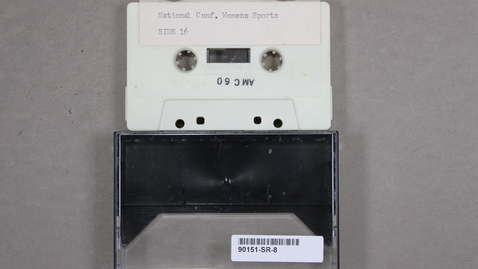 National Conf. Womens Sports
SIDE 16
AMC 60
90151-SR-8